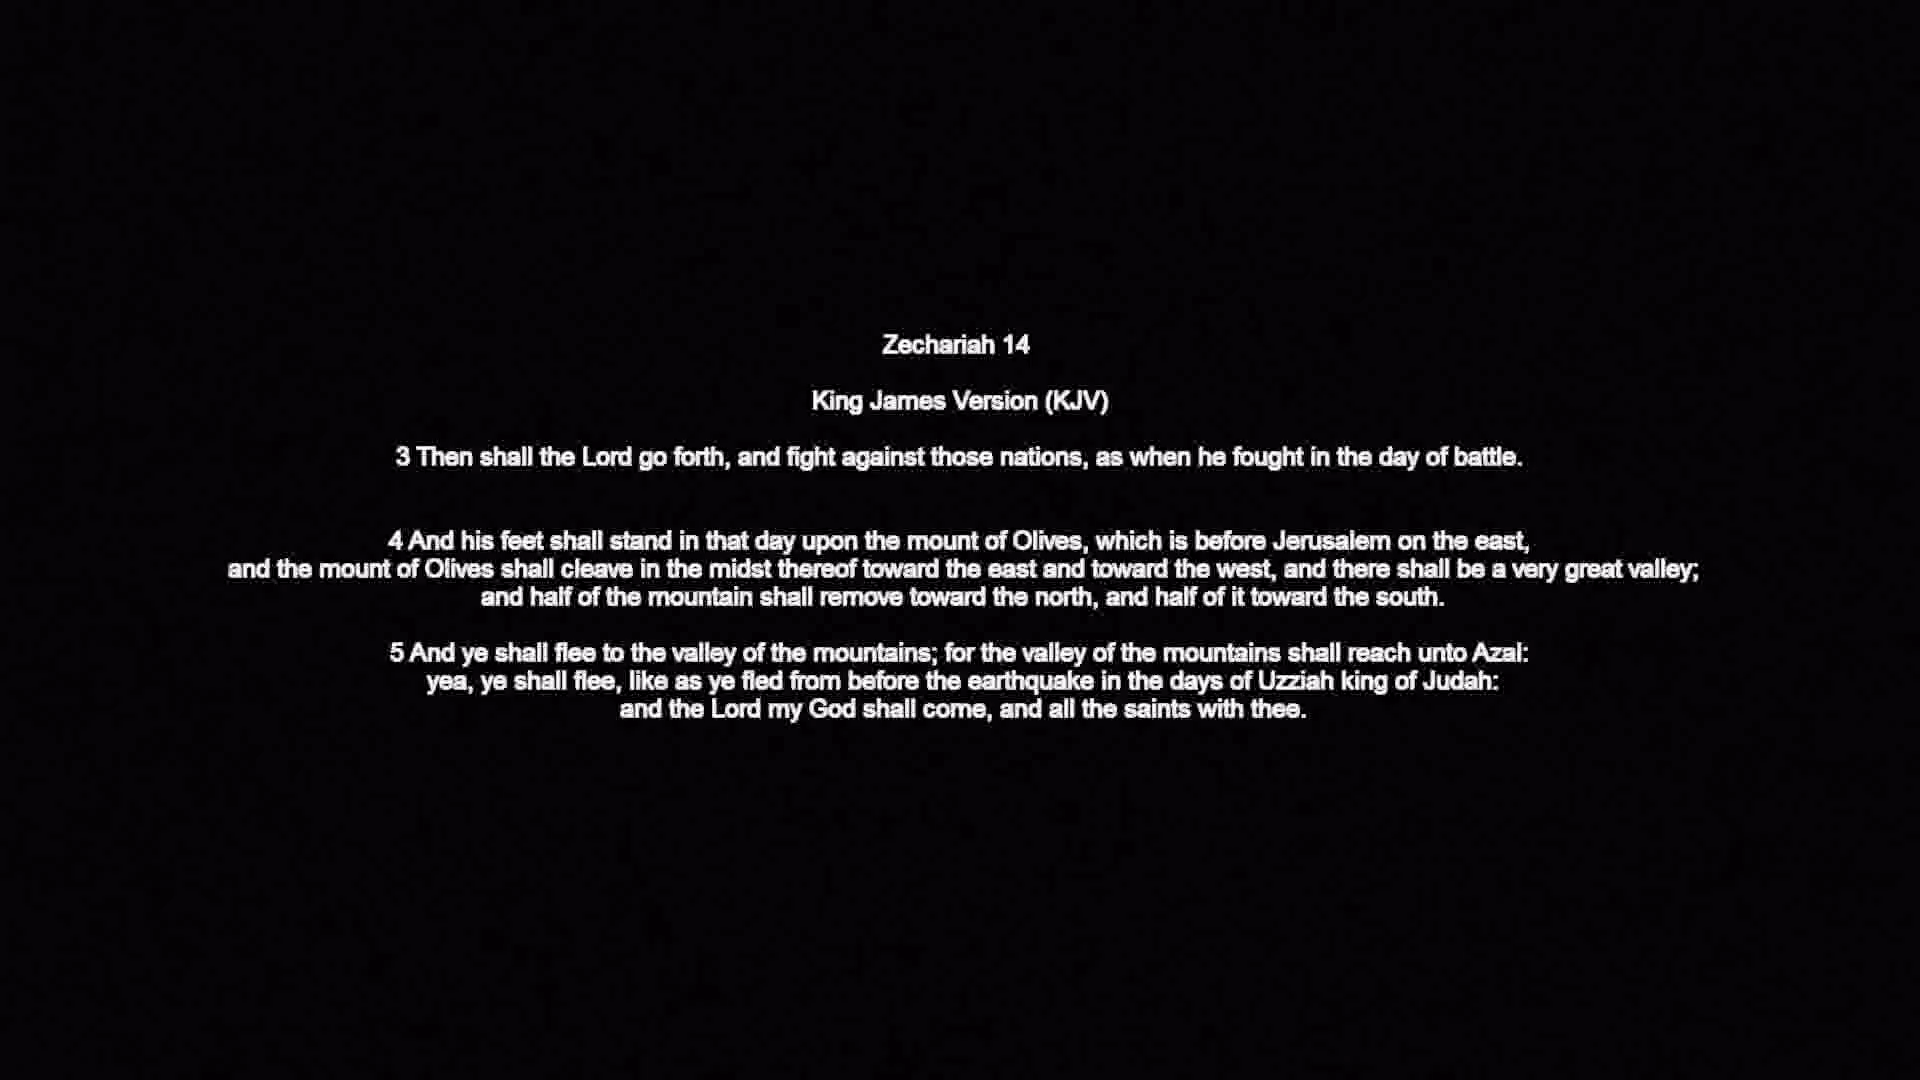 Zechariah 14
King James Version (KJV)
3 Then shall the Lord go forth, and fight against those nations, as when he fought in the day of battle.
4 And his feet shall stand in that day upon the mount of Olives, which is before Jerusalem on the east,
and the mount of Olives shall cleave in the midst thereof toward the east and toward the west, and there shall be a very great valley;
and half of the mountain shall remove toward the north, and half of it toward the south.
5 And ye shall flee to the valley of the mountains; for the valley of the mountains shall reach unto Azal:
yea, ye shall flee, like as ye fled from before the earthquake in the days of Uzziah king of Judah:
and the Lord my God shall come, and all the saints with thee.